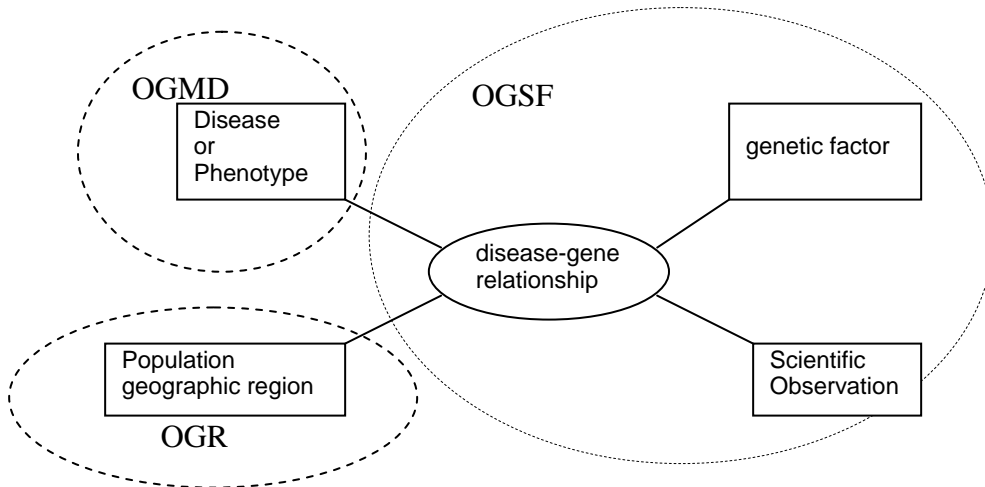 OGMD
Disease
or
Phenotype
OGSF
genetic factor
disease-gene
relationship
Population
geographic region
OGR
Scientific
Observation